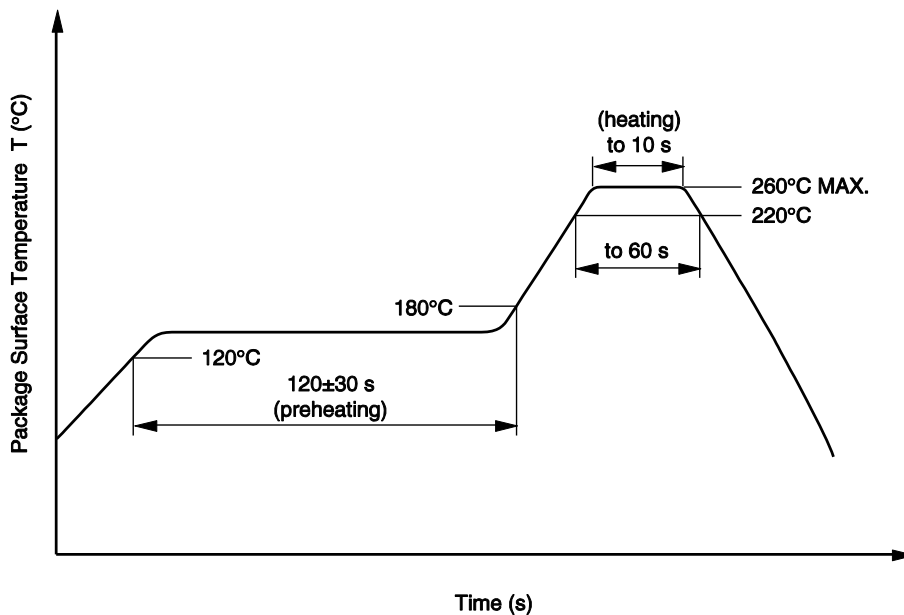 Package Surface Temperature T (°C)
(heating)
to 10 s
260°C MAX.
220°C
to 60 s
180°C
120°C
120±30 s
(preheating)
Time (s)